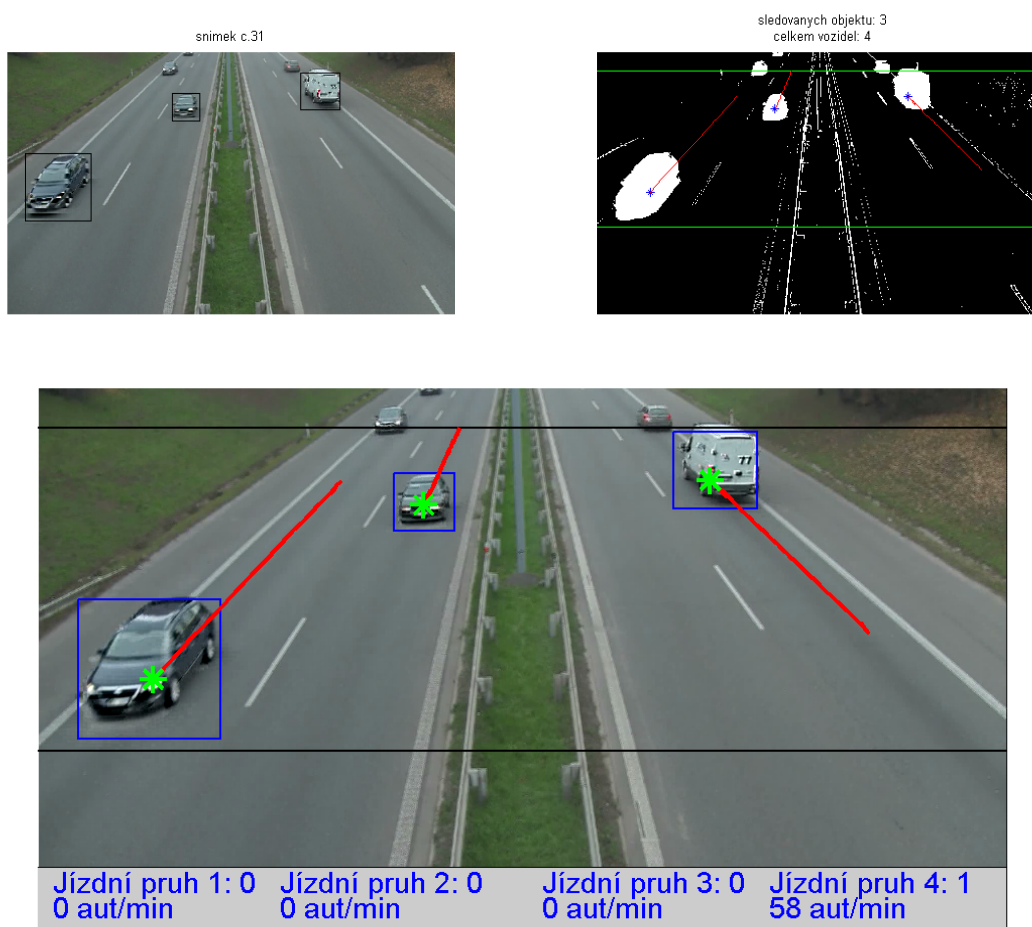 snimek c.31
sledovanych objektu: 3
celkem vozidel: 4
77
Jízdní pruh 1: 0
0 aut/min
Jízdní pruh 2: 0
0 aut/min
Jízdní pruh 3: 0
0 aut/min
Jízdní pruh 4: 1
58 aut/min